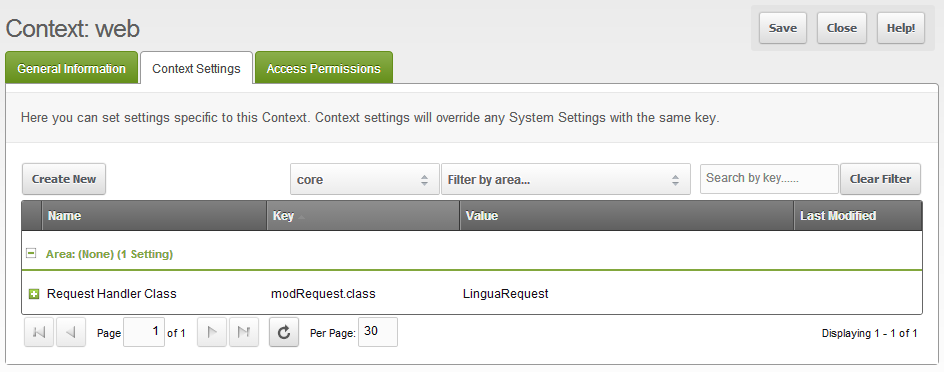 Context: web
Save Close Help!
General Information Context Settings Access Permissions
Here you can set settings specific to this Context. Context settings will override any System Settings with the same key.
Create New core Filter by area... Search by key...... Clear Filter
Name Key Value Last Modified
Area: (None) (1 Setting)
Request Handler Class modRequest.class LinguaRequest
Page 1 of 1 Per Page: 30 Displaying 1 - 1 of 1